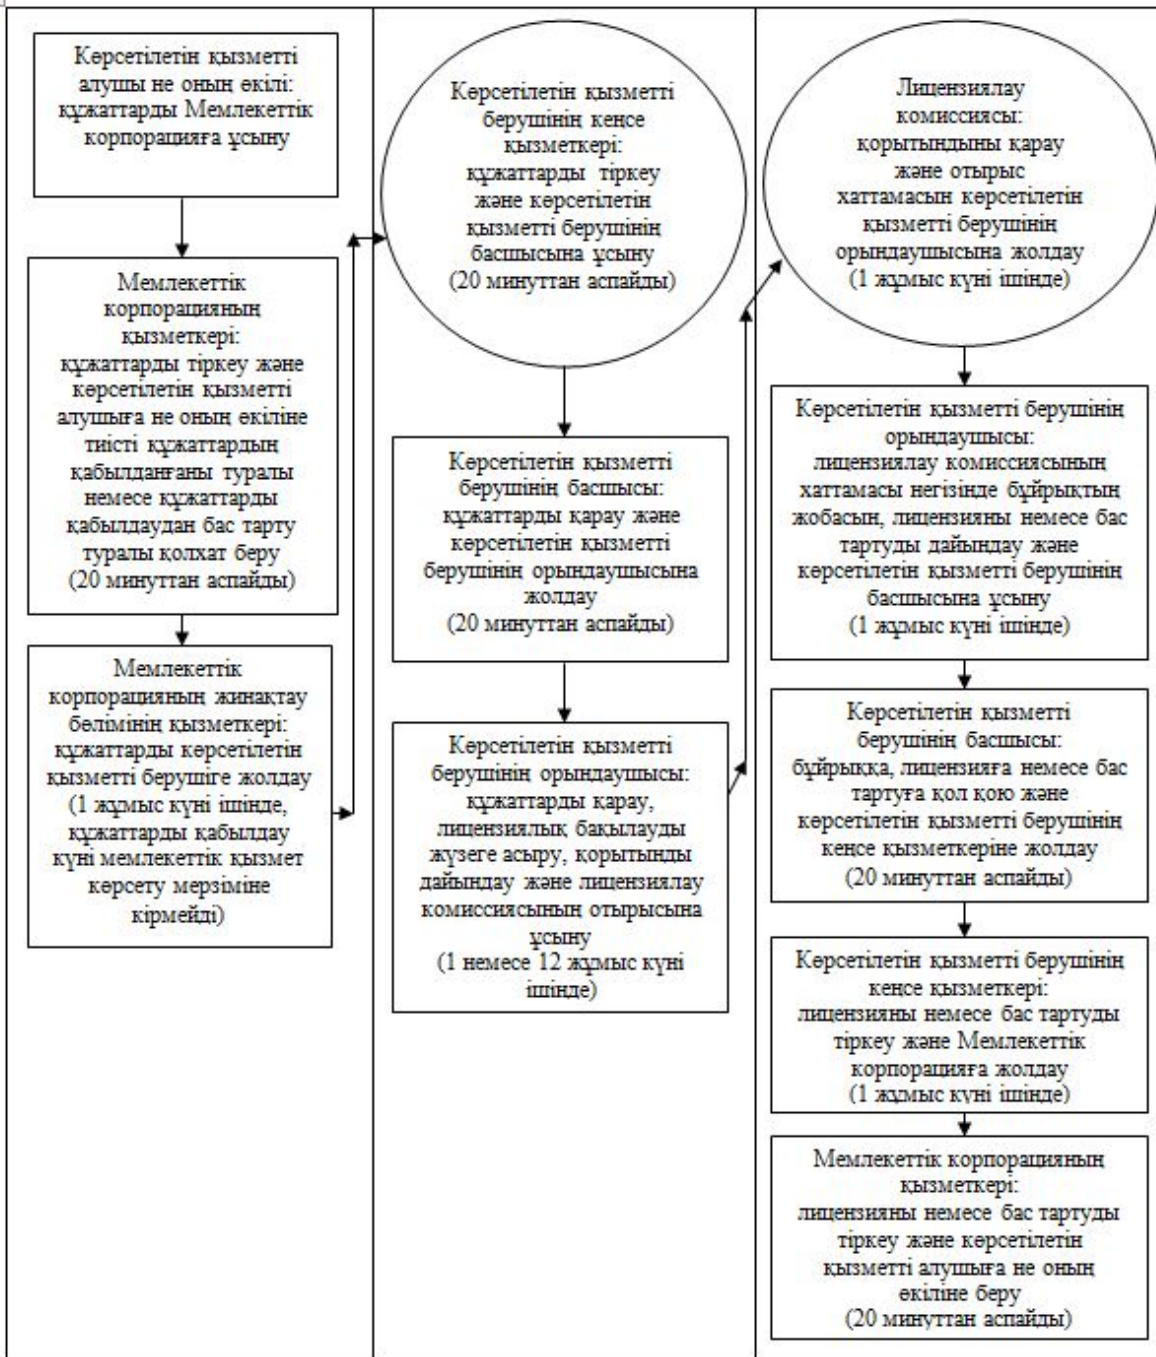 Көрсетілетін қызметті
алушы не оның өкілі:
құжаттарды Мемлекеттік
корпорацияға ұсыну
Мемлекеттік
корпорацияның
қызметкері:
құжаттарды тіркеу және
көрсетілетін қызметті
алушыға не оның өкіліне
тиісті құжаттардың
қабылданғаны туралы
немесе құжаттарды
қабылдаудан бас тарту
туралы қолхат беру
(20 минуттан аспайды)
Мемлекеттік
корпорацияның жинақтау
бөлімінің қызметкері:
құжаттарды көрсетілетін
қызметті берушіге жолдау
(1 жұмыс күні ішінде,
құжаттарды қабылдау
күні мемлекеттік қызмет
көрсету мерзіміне
кірмейді)
Көрсетілетін қызметті
берушінің кеңсе
қызметкері:
құжаттарды тіркеу
және көрсетілетін
қызметті берушінің
басшысына ұсыну
(20 минуттан аспайды)
Көрсетілетін қызметті
берушінің басшысы:
құжаттарды қарау және
көрсетілетін қызметті
берушінің орындаушысына
жолдау
(20 минуттан аспайды)
Көрсетілетін қызметті
берушінің орындаушысы:
құжаттарды қарау,
лицензиялық бақылауды
жүзеге асыру, қорытынды
дайындау және лицензиялау
комиссиясының отырысына
ұсыну
(1 немесе 12 жұмыс күні
ішінде)
Лицензиялау
комиссиясы:
қорытындыны қарау
және отырыс
хаттамасын көрсетілетін
қызметті берушінің
орындаушысына жолдау
(1 жұмыс күні ішінде)
Көрсетілетін қызметті берушінің
орындаушысы:
лицензиялау комиссиясының
хаттамасы негізінде бұйрықтың
жобасын, лицензияны немесе бас
тартуды дайындау және
көрсетілетін қызметті берушінің
басшысына ұсыну
(1 жұмыс күні ішінде)
Көрсетілетін қызметті
берушінің басшысы:
бұйрыққа, лицензияға немесе бас
тартуға қол қою және
көрсетілетін қызметті берушінің
кеңсе қызметкеріне жолдау
(20 минуттан аспайды)
Көрсетілетін қызметті берушінің
кеңсе қызметкері:
лицензияны немесе бас тартуды
тіркеу және Мемлекеттік
корпорацияға жолдау
(1 жұмыс күні ішінде)
Мемлекеттік корпорацияның
қызметкері:
лицензияны немесе бас тартуды
тіркеу және көрсетілетін
қызметті алушыға не оның
өкіліне беру
(20 минуттан аспайды)